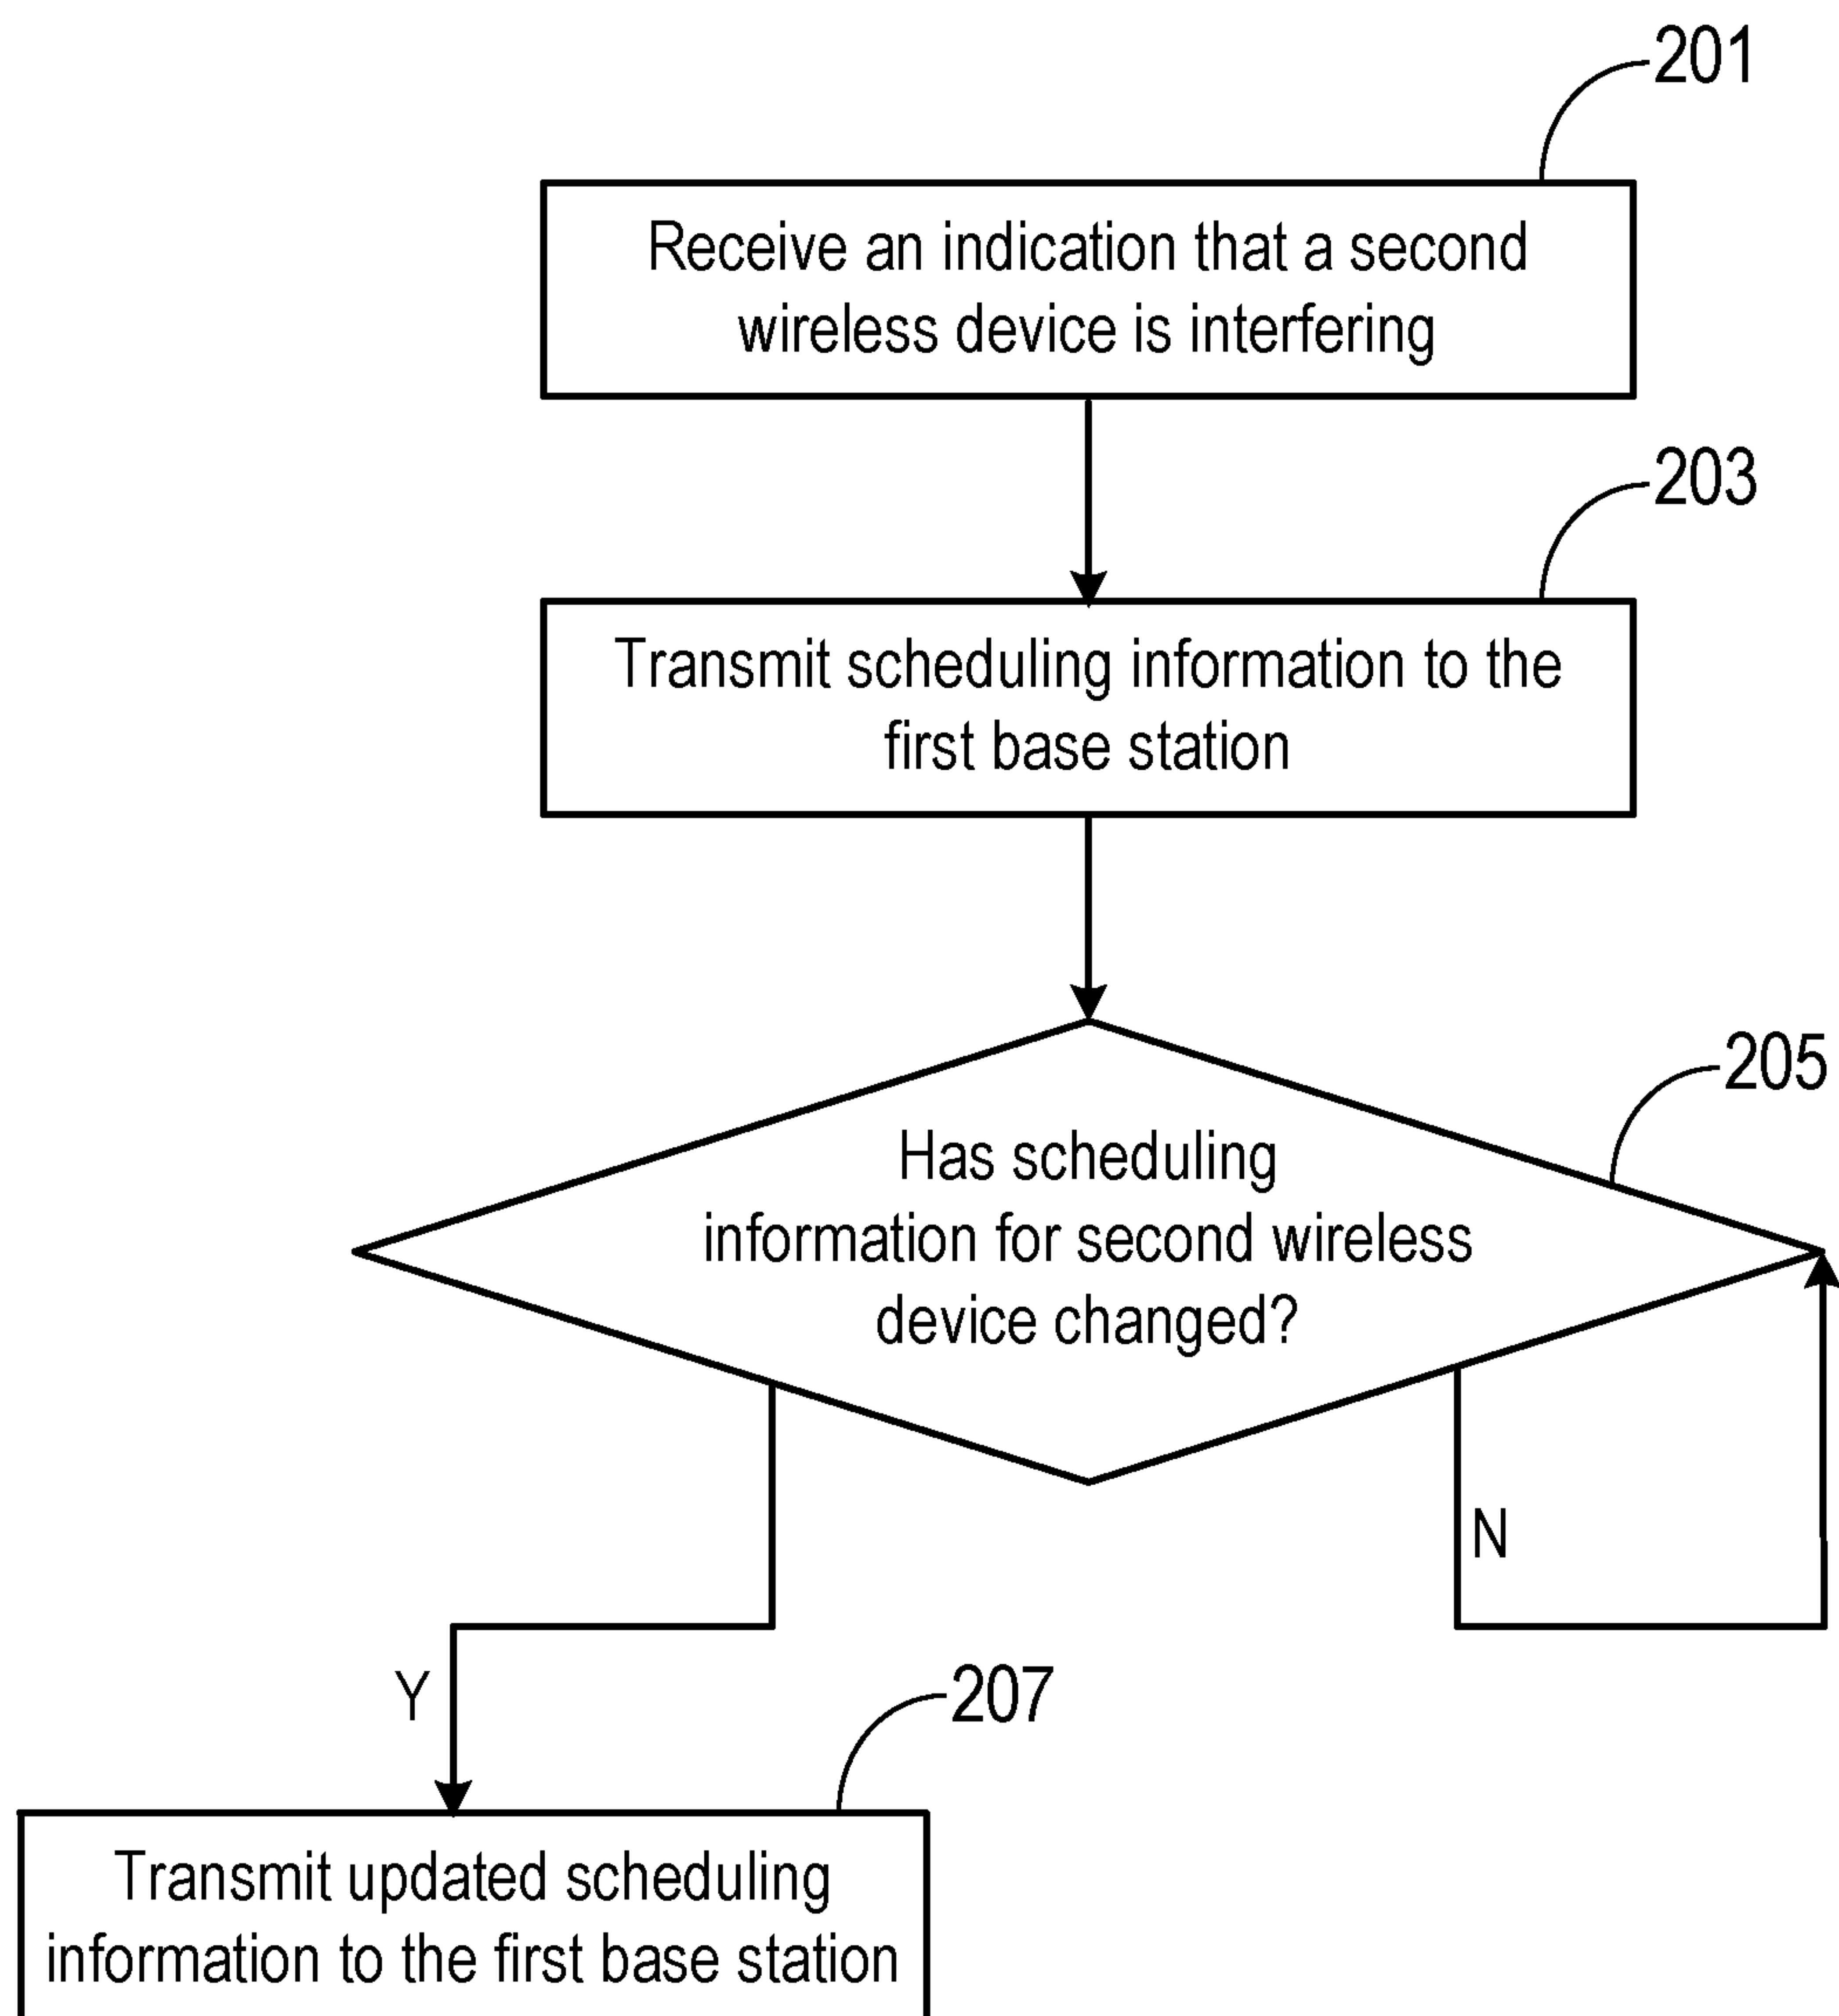 201
Receive an indication that a second
wireless device is interfering
203
Transmit scheduling information to the
first base station
205
Has scheduling
information for second wireless
device changed?
N
Y
207
Transmit updated scheduling
information to the first base station